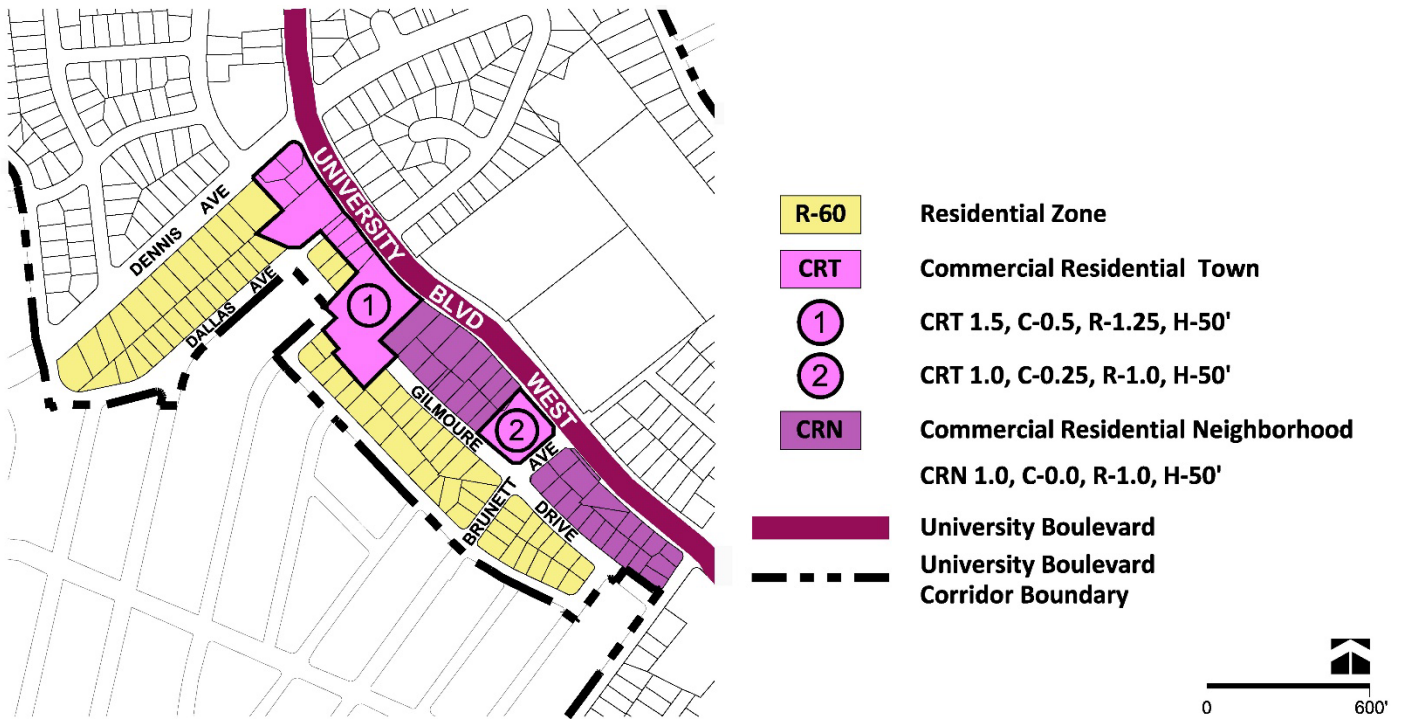 UNIVERSITY BLVD WEST
DENNIS AVE
DALLAS AVE
1
GILMOURE DRIVE
2
BRUNETT AVE
R-60 Residential Zone
CRT Commercial Residential Town
1 CRT 1.5, C-0.5, R-1.25, H-50'
2 CRT 1.0, C-0.25, R-1.0, H-50'
CRN Commercial Residential Neighborhood
CRN 1.0, C-0.0, R-1.0, H-50'
University Boulevard
University Boulevard
Corridor Boundary
0 600'